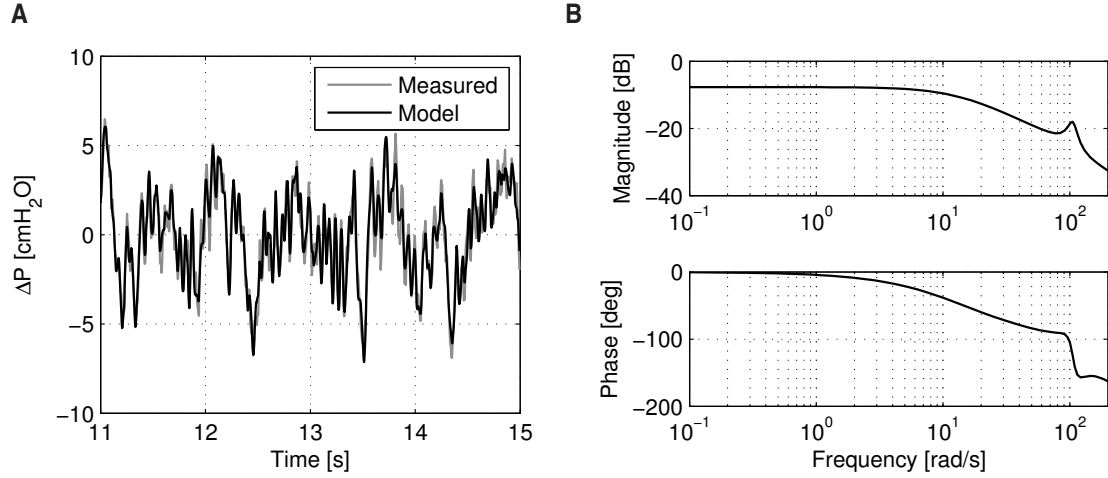 A
10
5
0
−5
−10
11
12
13
14
15
ΔP [cmH₂O]
Time [s]
Measured
Model
B
0
−20
−40
Magnitude [dB]
10⁻¹
10⁰
10¹
10²
0
−100
−200
Phase [deg]
10⁻¹
10⁰
10¹
10²
Frequency [rad/s]